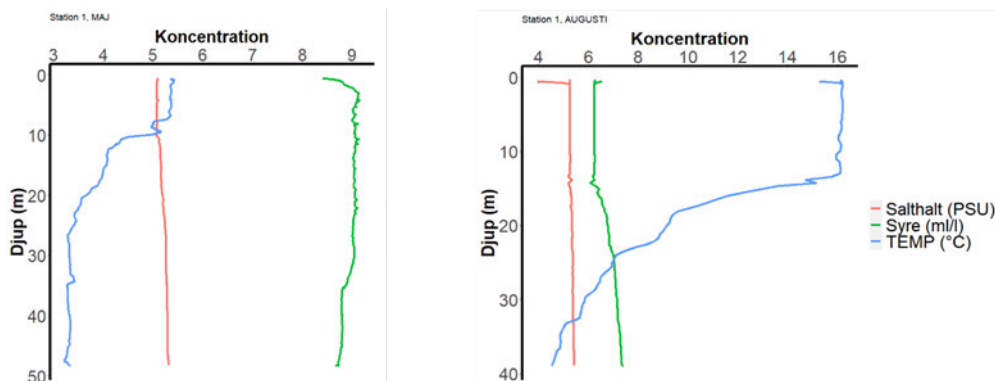 Station 1, MAJ
Koncentration
3 4 5 6 7 8 9
0
10
20
30
40
50
Djup (m)
Station 1, AUGUSTI
Koncentration
4 6 8 10 12 14 16
0
10
20
30
40
Djup (m)
Salthalt (PSU)
Syre (ml/l)
TEMP (°C)